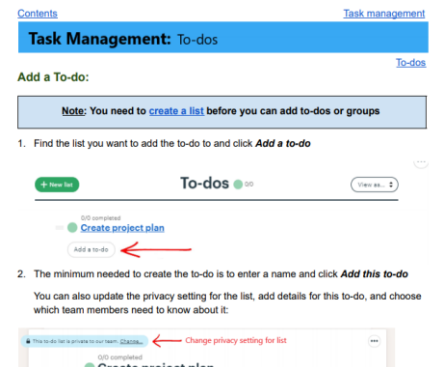 Contents
Task management
Task Management: To-dos
To-dos
Add a To-do:
Note: You need to create a list before you can add to-dos or groups
1. Find the list you want to add the to-do to and click Add a to-do
+ New list
To-dos 0/0
View as...
0/0 completed
Create project plan
Add a to-do
2. The minimum needed to create the to-do is to enter a name and click Add this to-do
You can also update the privacy setting for the list, add details for this to-do, and choose
which team members need to know about it:
This to-do list is private to our team. Change...
Change privacy setting for list
0/0 completed
Create project plan